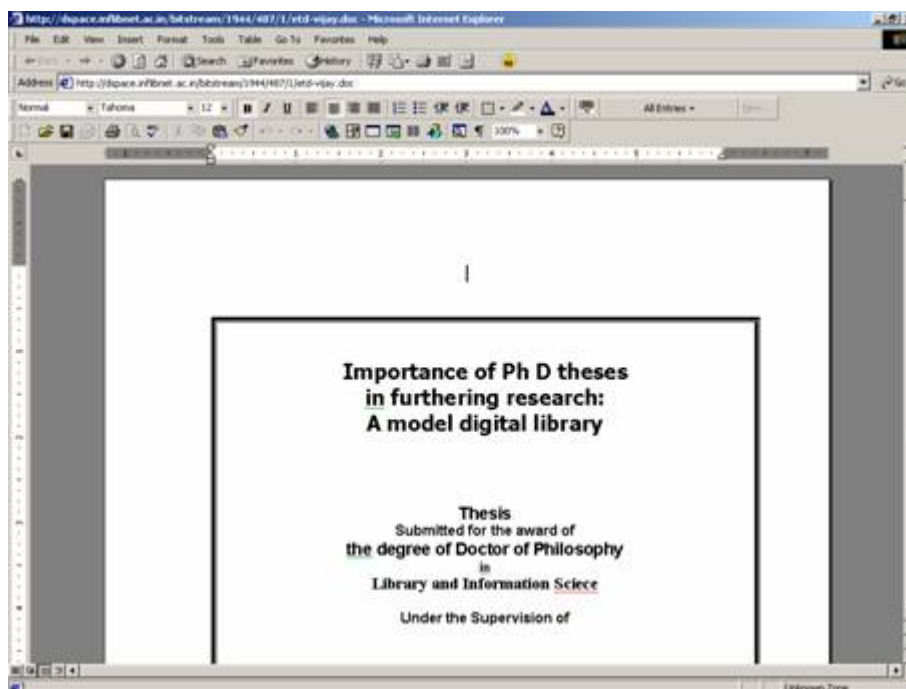 http://dspace.inflibnet.ac.in/bitstream/1944/487/1/etd-vijay.doc - Microsoft Internet Explorer
File Edit View Insert Format Tools Table Go To Favorites Help
Search Favorites History
Address http://dspace.inflibnet.ac.in/bitstream/1944/487/1/etd-vijay.doc Go
Normal Tahoma 12 B I U All Entries
100%
Importance of Ph D theses
in furthering research:
A model digital library
Thesis
Submitted for the award of
the degree of Doctor of Philosophy
in
Library and Information Sciece
Under the Supervision of
Unknown Zone